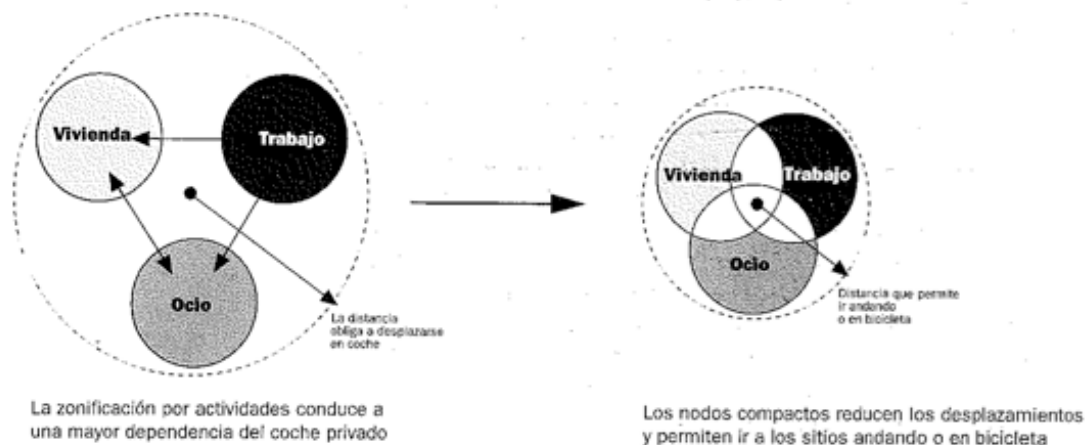 Vivienda
Trabajo
Ocio
La distancia
obliga a desplazarse
en coche
La zonificación por actividades conduce a
una mayor dependencia del coche privado
Vivienda
Trabajo
Ocio
Distancia que permite
ir andando
o en bicicleta
Los nodos compactos reducen los desplazamientos
y permiten ir a los sitios andando o en bicicleta